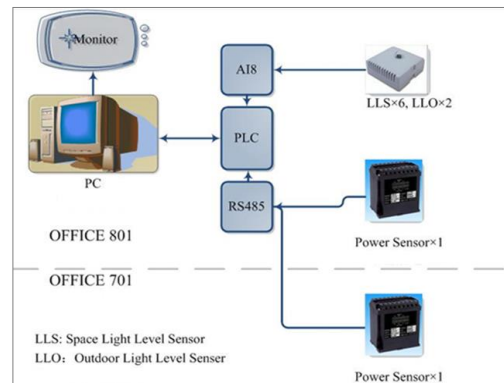 Monitor
AI8
LLS×6, LLO×2
PLC
PC
RS485
Power Sensor×1
OFFICE 801
OFFICE 701
LLS: Space Light Level Sensor
LLO: Outdoor Light Level Senser
Power Sensor×1